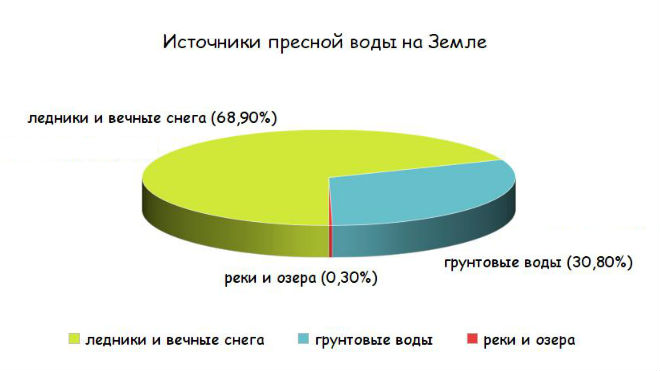 Источники пресной воды на Земле
ледники и вечные снега (68,90%)
грунтовые воды (30,80%)
реки и озера (0,30%)
ледники и вечные снега
грунтовые воды
реки и озера